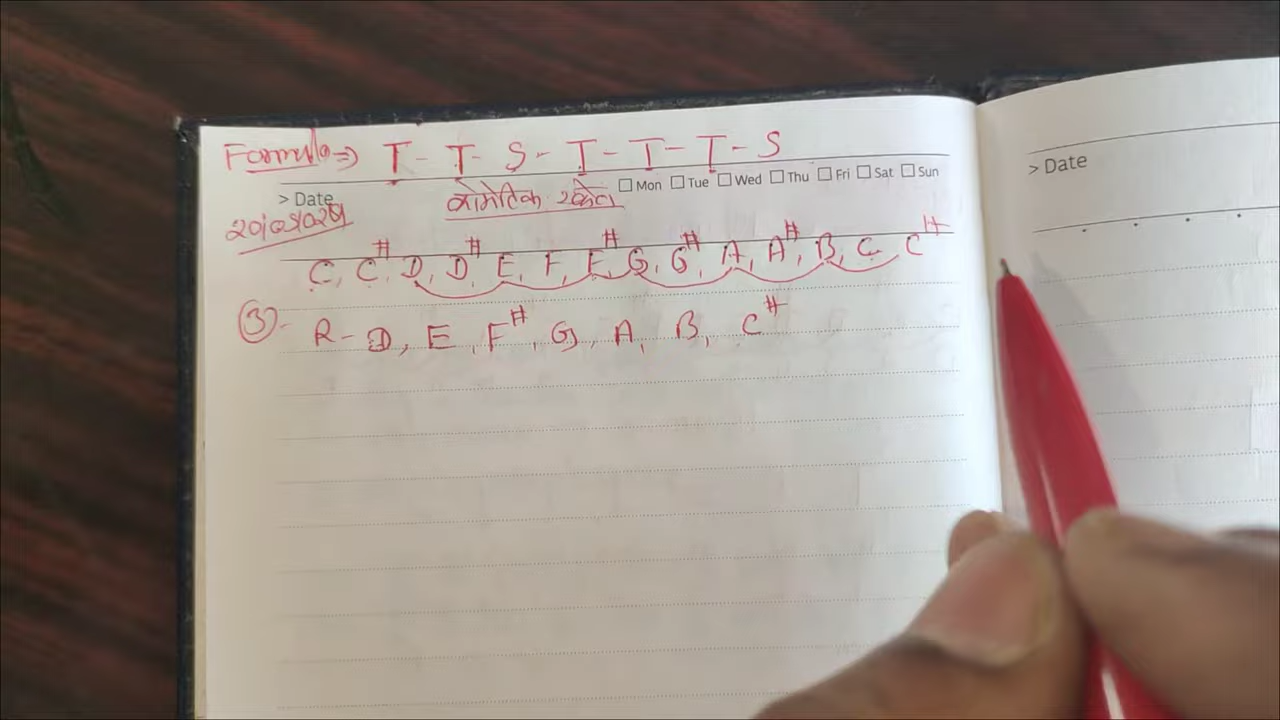 Formula ⇒ T - T - S - T - T - T - S
> Date
Mon Tue Wed Thu Fri Sat Sun
स्केल
C, C#, D, D#, E, F, F#, G, G#, A, A#, B, C, C#
③ - R - D, E, F#, G, A, B, C#
> Date